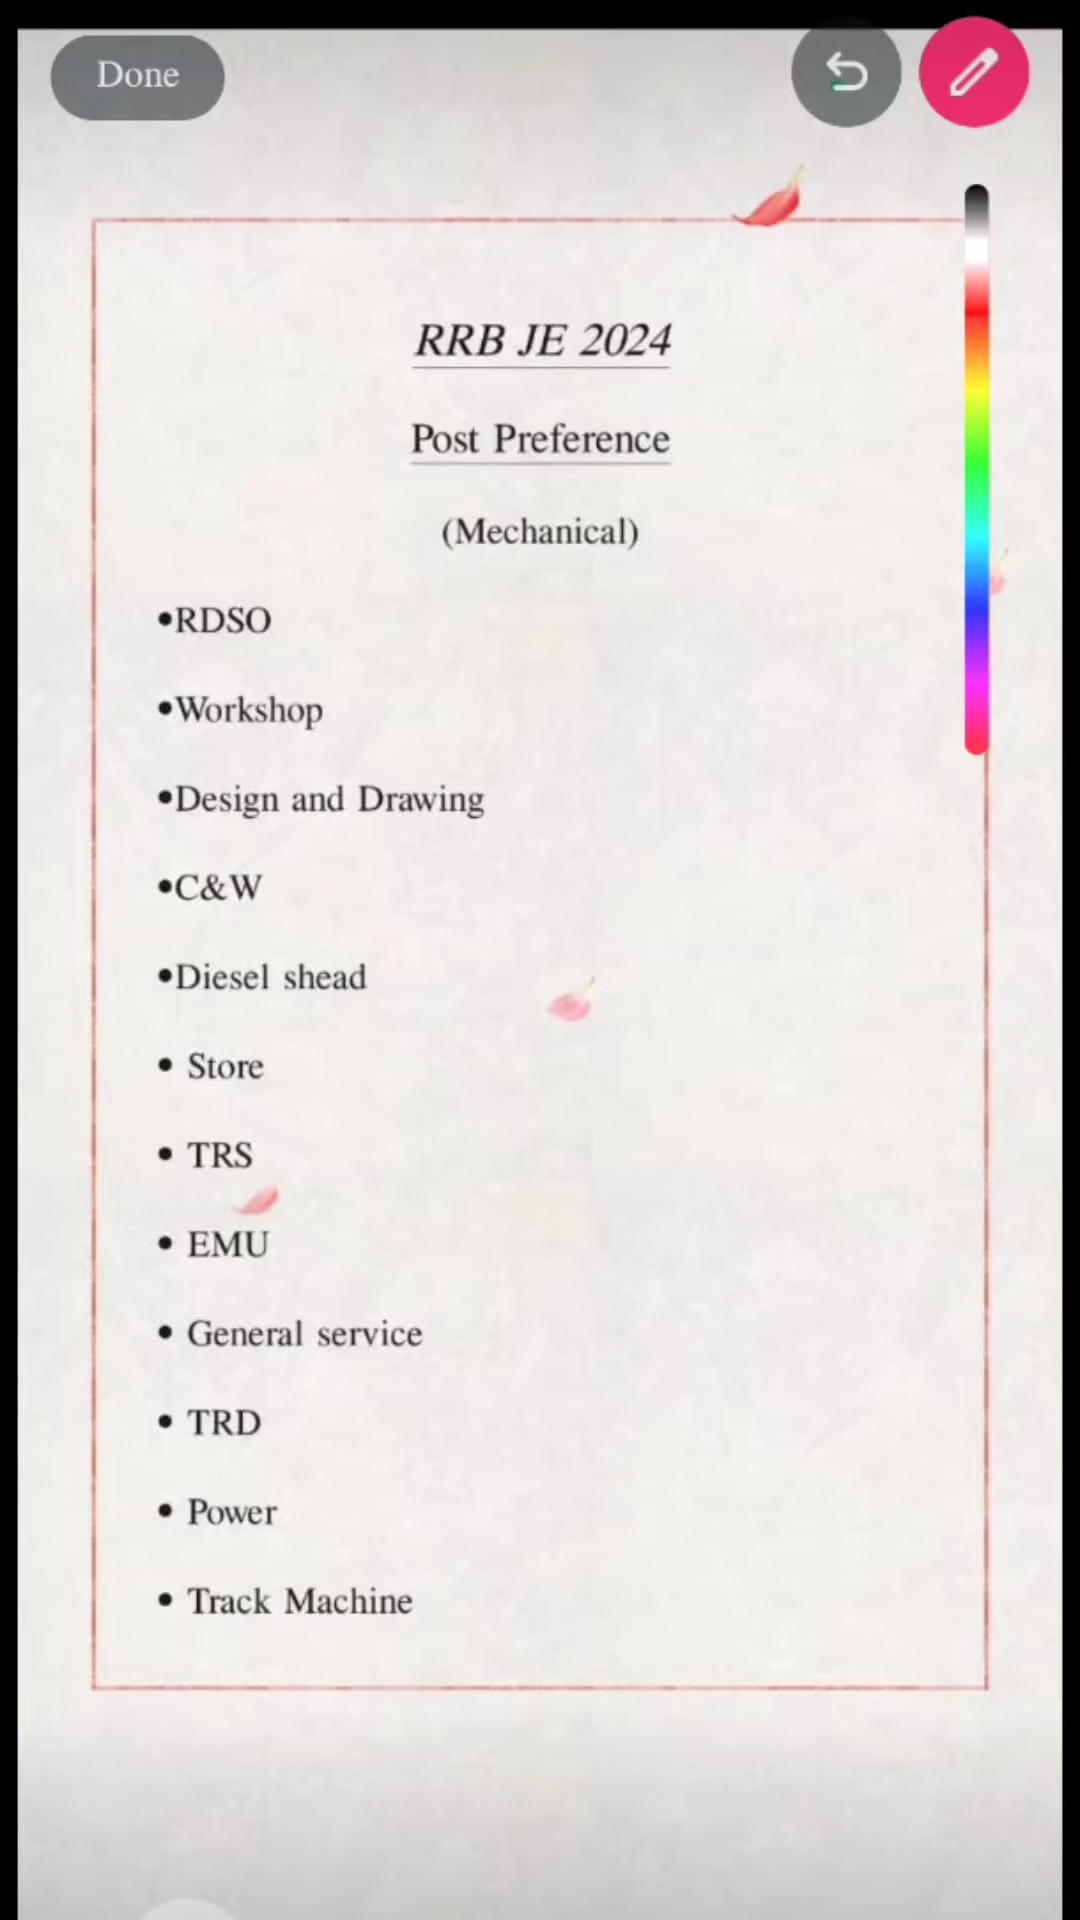 Done
RRB JE 2024
Post Preference
(Mechanical)
•RDSO
•Workshop
•Design and Drawing
•C&W
•Diesel shead
• Store
• TRS
• EMU
• General service
• TRD
• Power
• Track Machine